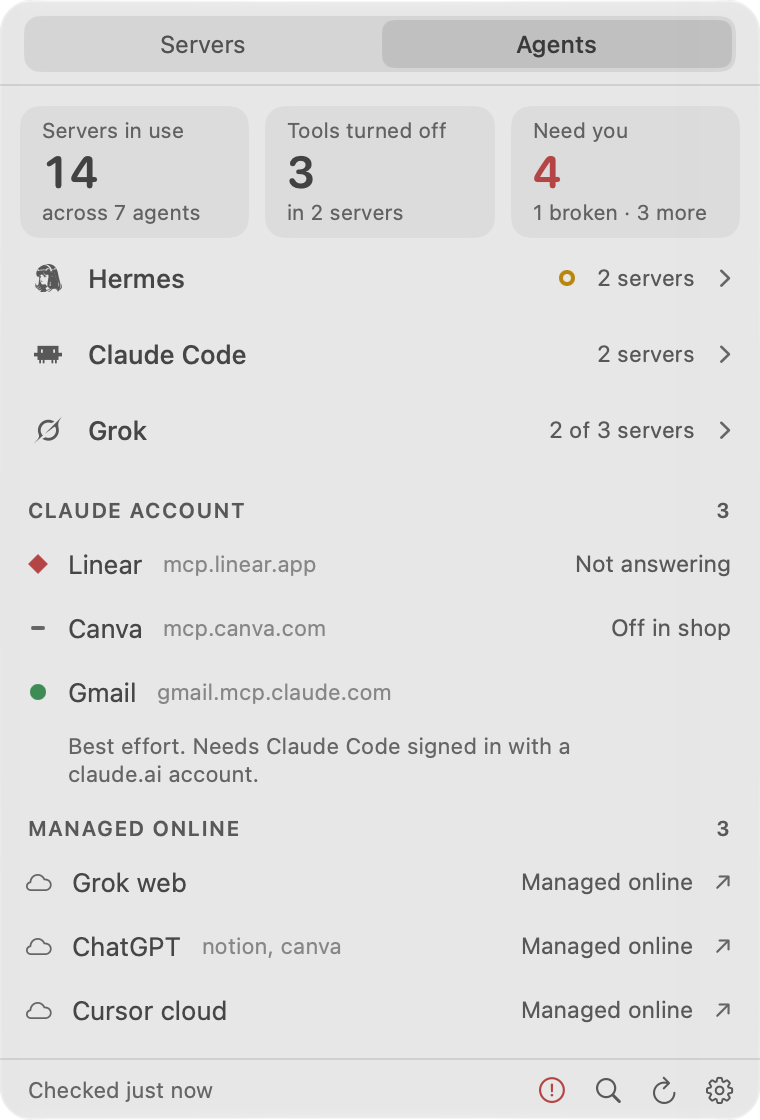 Servers
Agents
Servers in use
14
across 7 agents
Tools turned off
3
in 2 servers
Need you
4
1 broken · 3 more
Hermes 2 servers
Claude Code 2 servers
Grok 2 of 3 servers
CLAUDE ACCOUNT 3
Linear mcp.linear.app Not answering
Canva mcp.canva.com Off in shop
Gmail gmail.mcp.claude.com
Best effort. Needs Claude Code signed in with a
claude.ai account.
MANAGED ONLINE 3
Grok web Managed online
ChatGPT notion, canva Managed online
Cursor cloud Managed online
Checked just now